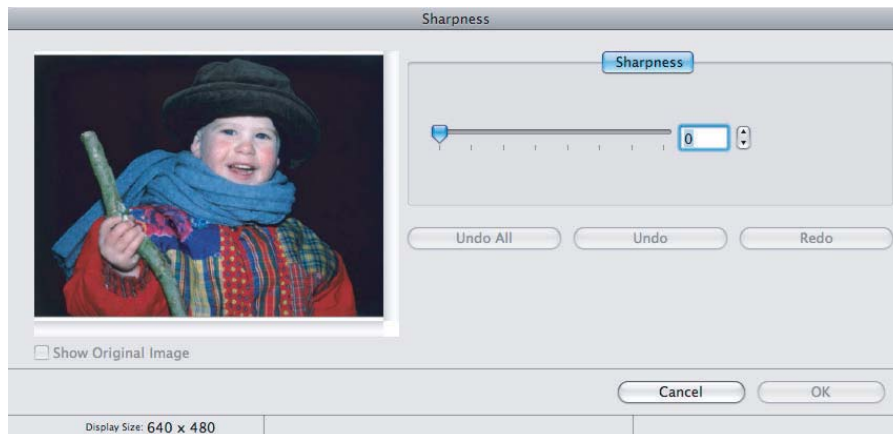 Sharpness
Sharpness
0
Undo All Undo Redo
Show Original Image
Cancel OK
Display Size: 640 x 480